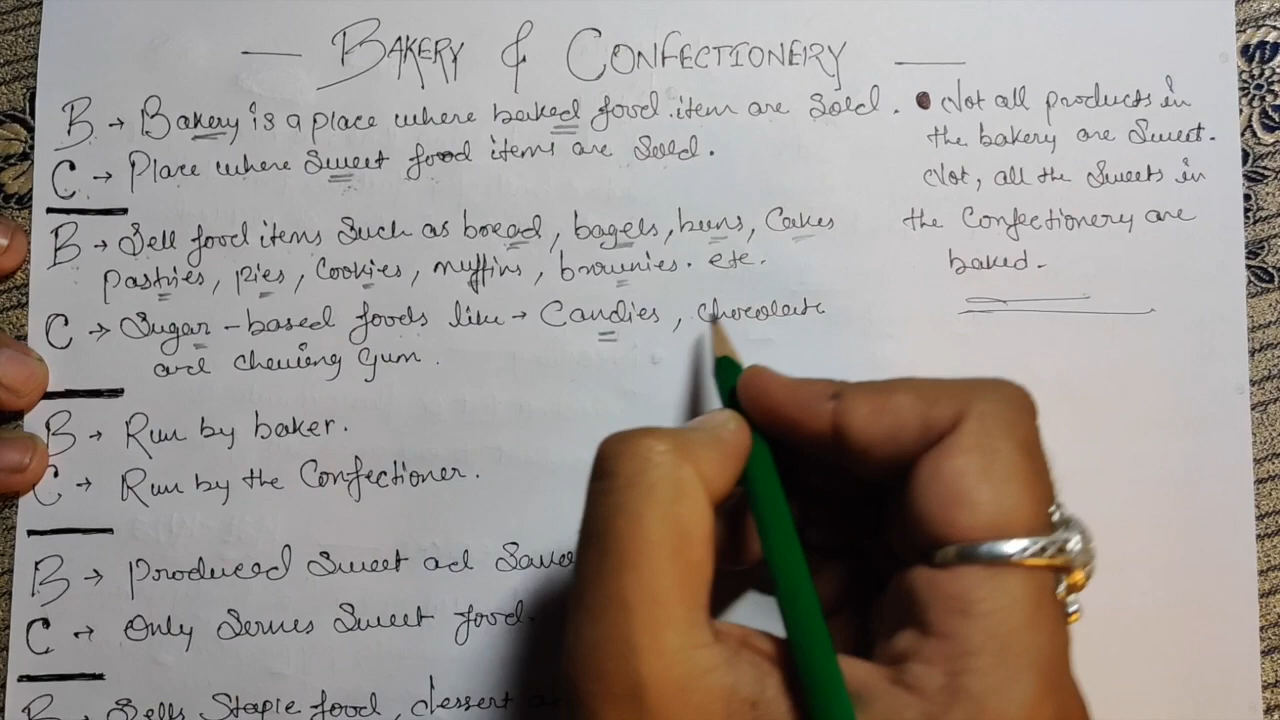 — BAKERY & CONFECTIONERY —
B → Bakery is a place where baked food item are Sold.
C → Place where Sweet food items are Sold.
B → Sell food items Such as bread, bagels, buns, Cakes
Pastries, pies, Cookies, muffins, brownies. etc.
C → Sugar-based foods like → Candies, chocolate
and chewing gum.
B → Run by baker.
C → Run by the Confectioner.
B → Produced Sweet ad
C → Only Serves Sweet food.
B → Sells Staple food, dessert
• Not all products in
the bakery are Sweet.
Not, all the Sweets in
the Confectionery are
baked.